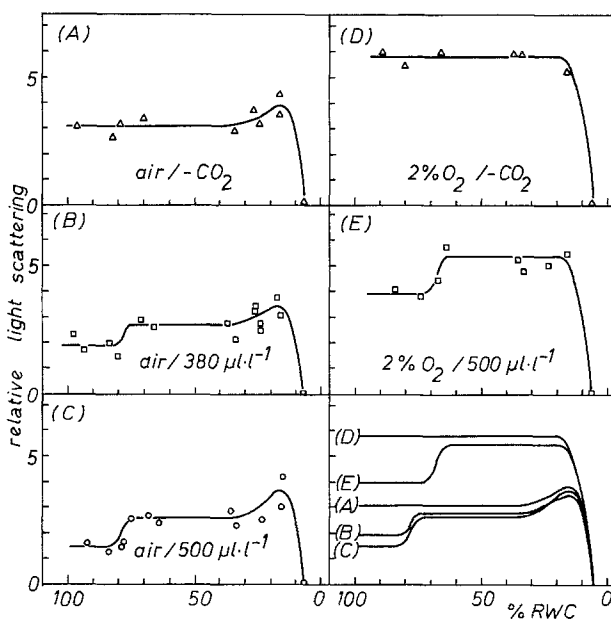 (A)
5
air/-CO₂
0
(B)
5
air/380 µl·l⁻¹
0
(C)
5
air/500 µl·l⁻¹
0
100 50 0
relative light scattering
(D)
2%O₂/-CO₂
(E)
2%O₂/500 µl·l⁻¹
(D)
(E)
(A)
(B)
(C)
100 50 0
% RWC